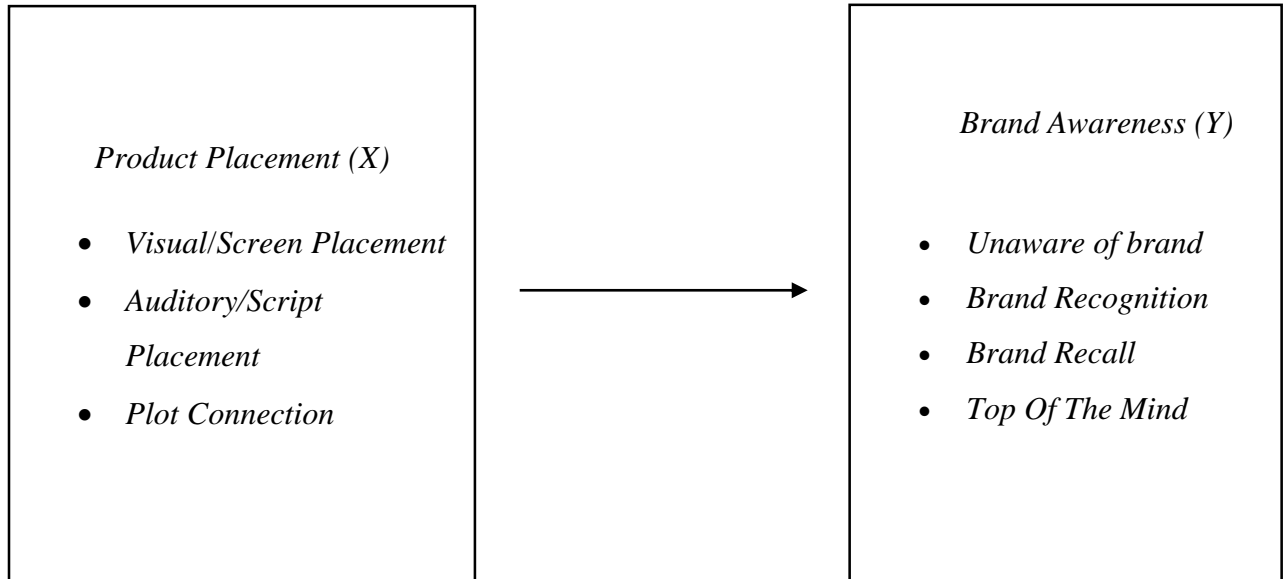 Product Placement (X)
• Visual/Screen Placement
• Auditory/Script
Placement
• Plot Connection
Brand Awareness (Y)
• Unaware of brand
• Brand Recognition
• Brand Recall
• Top Of The Mind